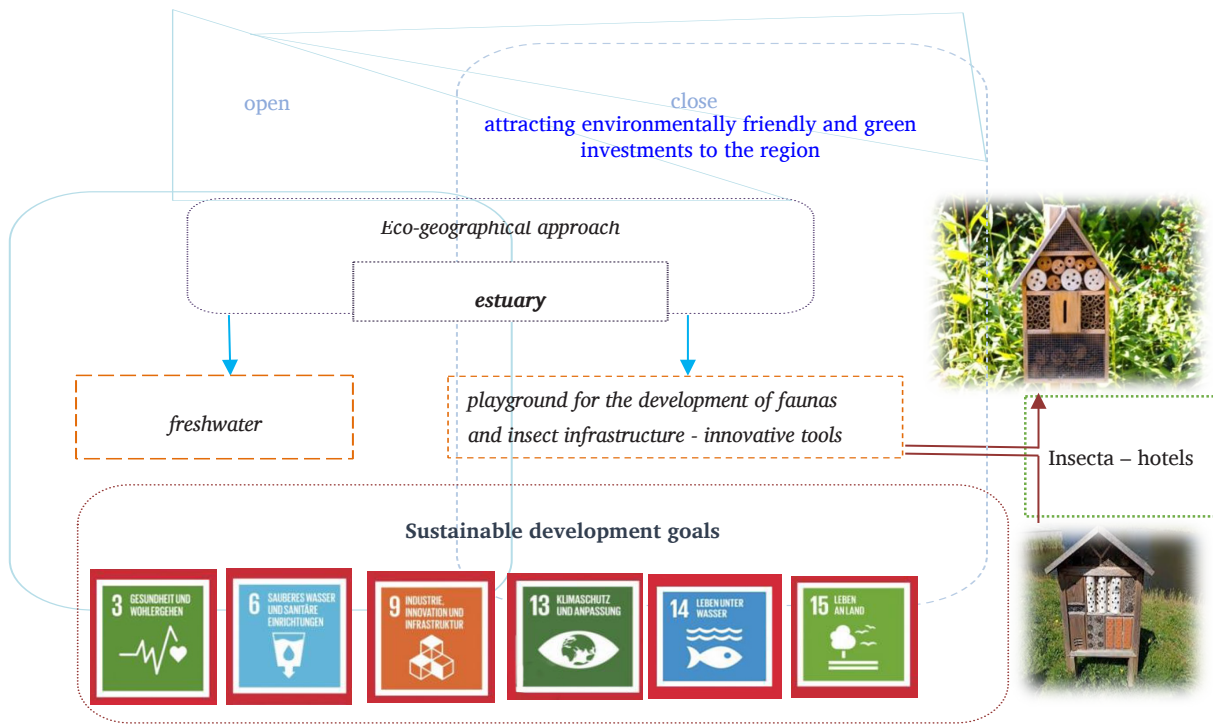 open
close
attracting environmentally friendly and green
investments to the region
Eco-geographical approach
estuary
freshwater
playground for the development of faunas
and insect infrastructure - innovative tools
Insecta – hotels
Sustainable development goals
3 GESUNDHEIT UND
WOHLERGEHEN
6 SAUBERES WASSER
UND SANITÄRE
EINRICHTUNGEN
9 INDUSTRIE,
INNOVATION UND
INFRASTRUKTUR
13 KLIMASCHUTZ
UND ANPASSUNG
14 LEBEN UNTER
WASSER
15 LEBEN
AN LAND